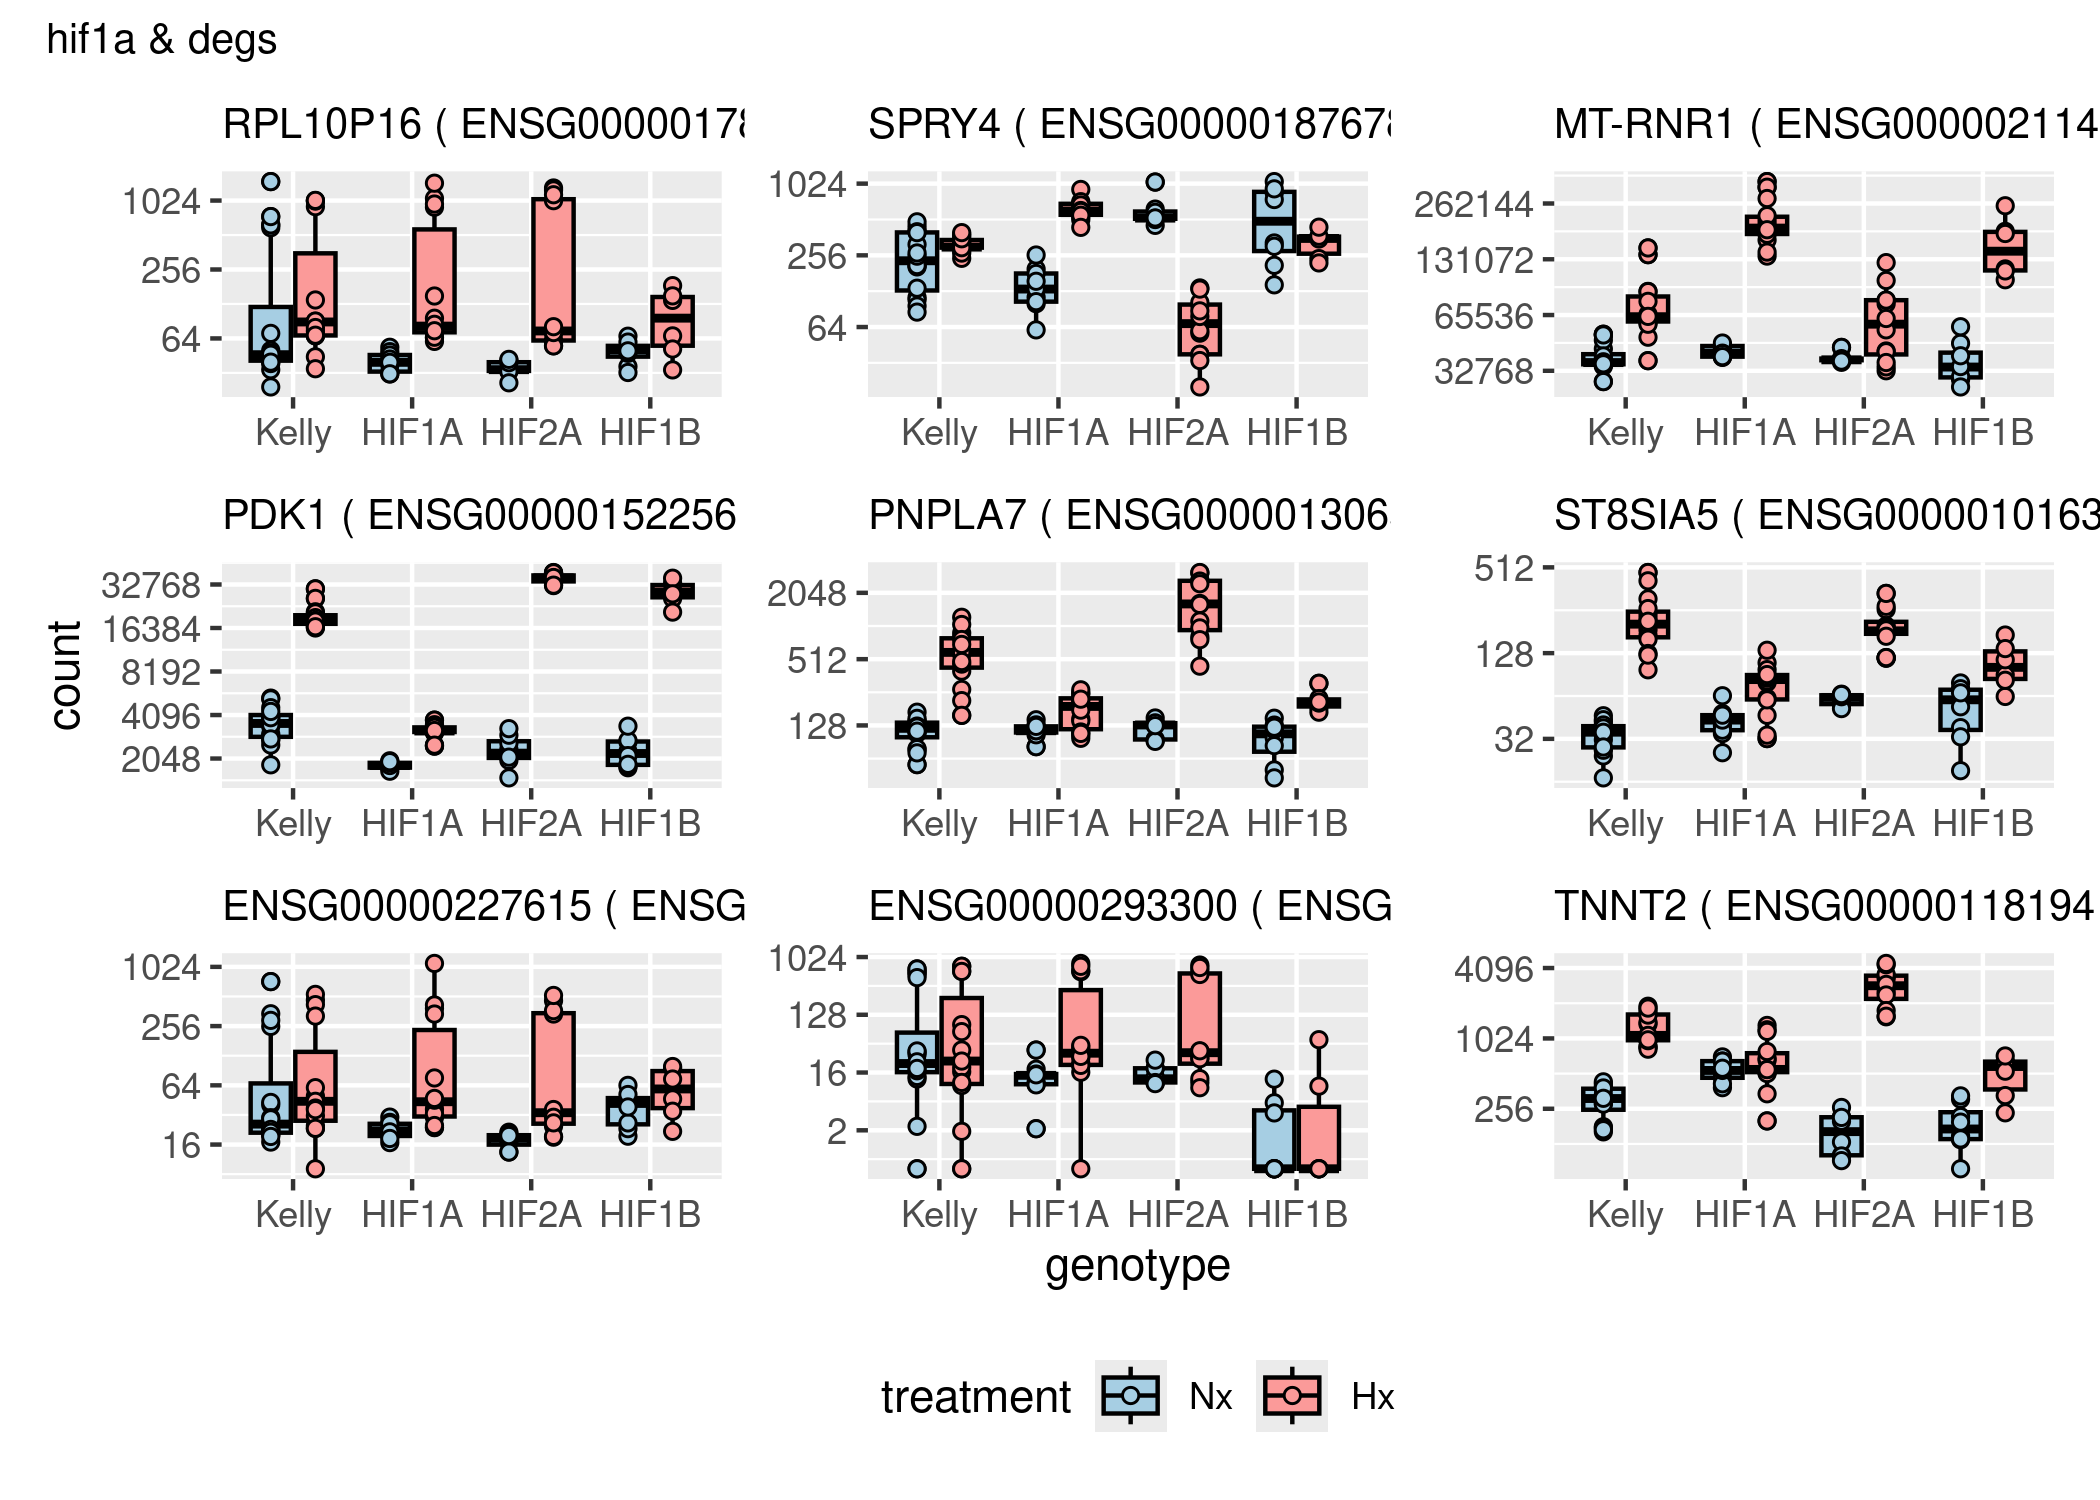 hif1a & degs
RPL10P16 ( ENSG00000178
SPRY4 ( ENSG00000187678
MT-RNR1 ( ENSG000002114
1024
256
64
1024
256
64
262144
131072
65536
32768
Kelly HIF1A HIF2A HIF1B
Kelly HIF1A HIF2A HIF1B
Kelly HIF1A HIF2A HIF1B
PDK1 ( ENSG00000152256
PNPLA7 ( ENSG000001306
ST8SIA5 ( ENSG0000010163
count
32768
16384
8192
4096
2048
2048
512
128
512
128
32
Kelly HIF1A HIF2A HIF1B
Kelly HIF1A HIF2A HIF1B
Kelly HIF1A HIF2A HIF1B
ENSG00000227615 ( ENSG
ENSG00000293300 ( ENSG
TNNT2 ( ENSG00000118194
1024
256
64
16
1024
128
16
2
4096
1024
256
Kelly HIF1A HIF2A HIF1B
Kelly HIF1A HIF2A HIF1B
Kelly HIF1A HIF2A HIF1B
genotype
treatment Nx Hx